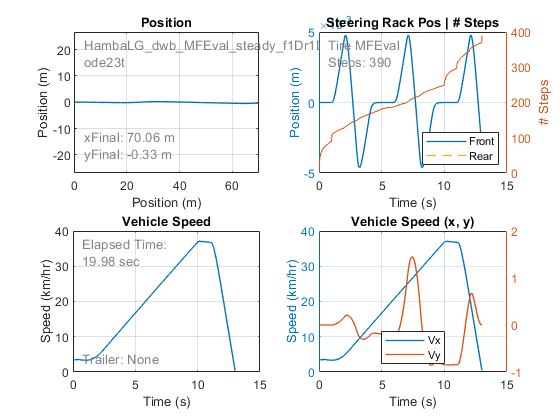 Position
HambaLG_dwb_MFEval_steady_f1Dr1D
ode23t
xFinal: 70.06 m
yFinal: -0.33 m
20
10
0
-10
-20
0
20
40
60
Position (m)
Position (m)
Steering Rack Pos | # Steps
Tire MFEval
Steps: 390
5
0
-5
400
300
200
100
0
0
5
10
15
Position (m)
# Steps
Time (s)
Front
Rear
Vehicle Speed
Elapsed Time:
19.98 sec
Trailer: None
40
30
20
10
0
0
5
10
15
Speed (km/hr)
Time (s)
Vehicle Speed (x, y)
40
30
20
10
0
2
1
0
-1
0
5
10
15
Speed (km/hr)
Time (s)
Vx
Vy